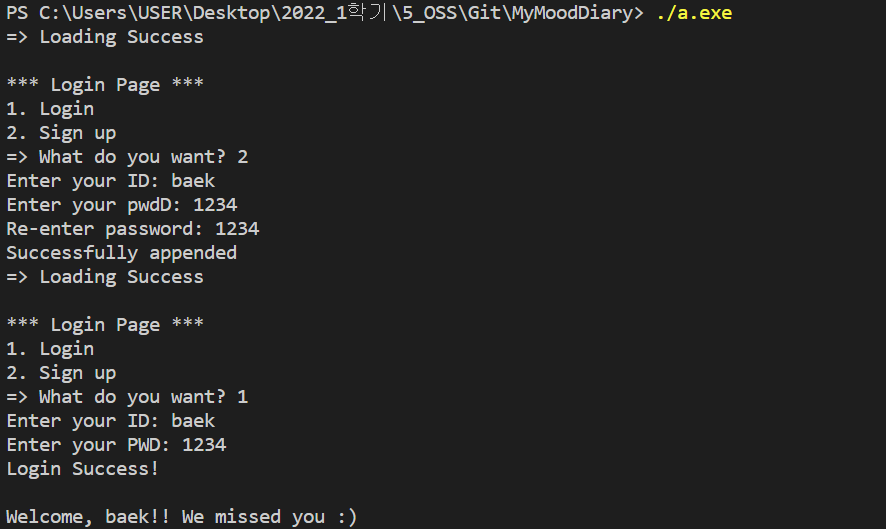 PS C:\Users\USER\Desktop\2022_1학기\5_OSS\Git\MyMoodDiary> ./a.exe
=> Loading Success
*** Login Page ***
1. Login
2. Sign up
=> What do you want? 2
Enter your ID: baek
Enter your pwdD: 1234
Re-enter password: 1234
Successfully appended
=> Loading Success
*** Login Page ***
1. Login
2. Sign up
=> What do you want? 1
Enter your ID: baek
Enter your PWD: 1234
Login Success!
Welcome, baek!! We missed you :)